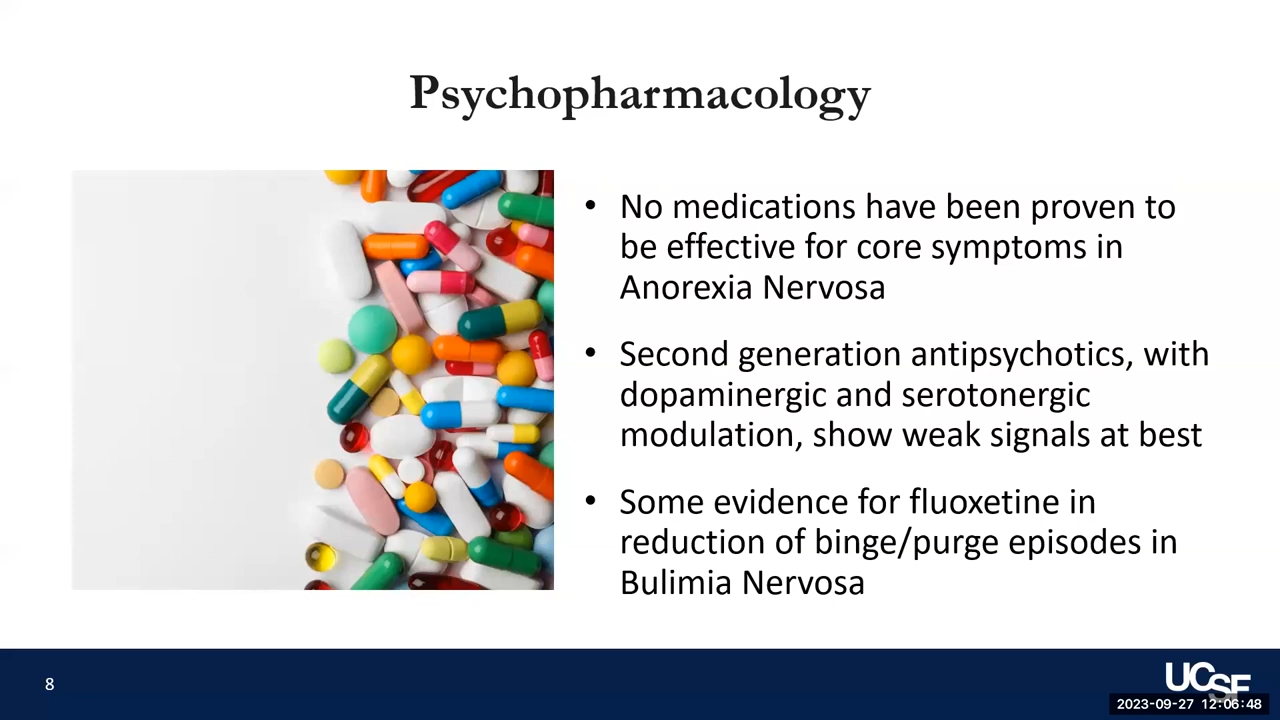 Psychopharmacology
• No medications have been proven to
be effective for core symptoms in
Anorexia Nervosa
• Second generation antipsychotics, with
dopaminergic and serotonergic
modulation, show weak signals at best
• Some evidence for fluoxetine in
reduction of binge/purge episodes in
Bulimia Nervosa
8
UCSF
2023-09-27 12:06:48